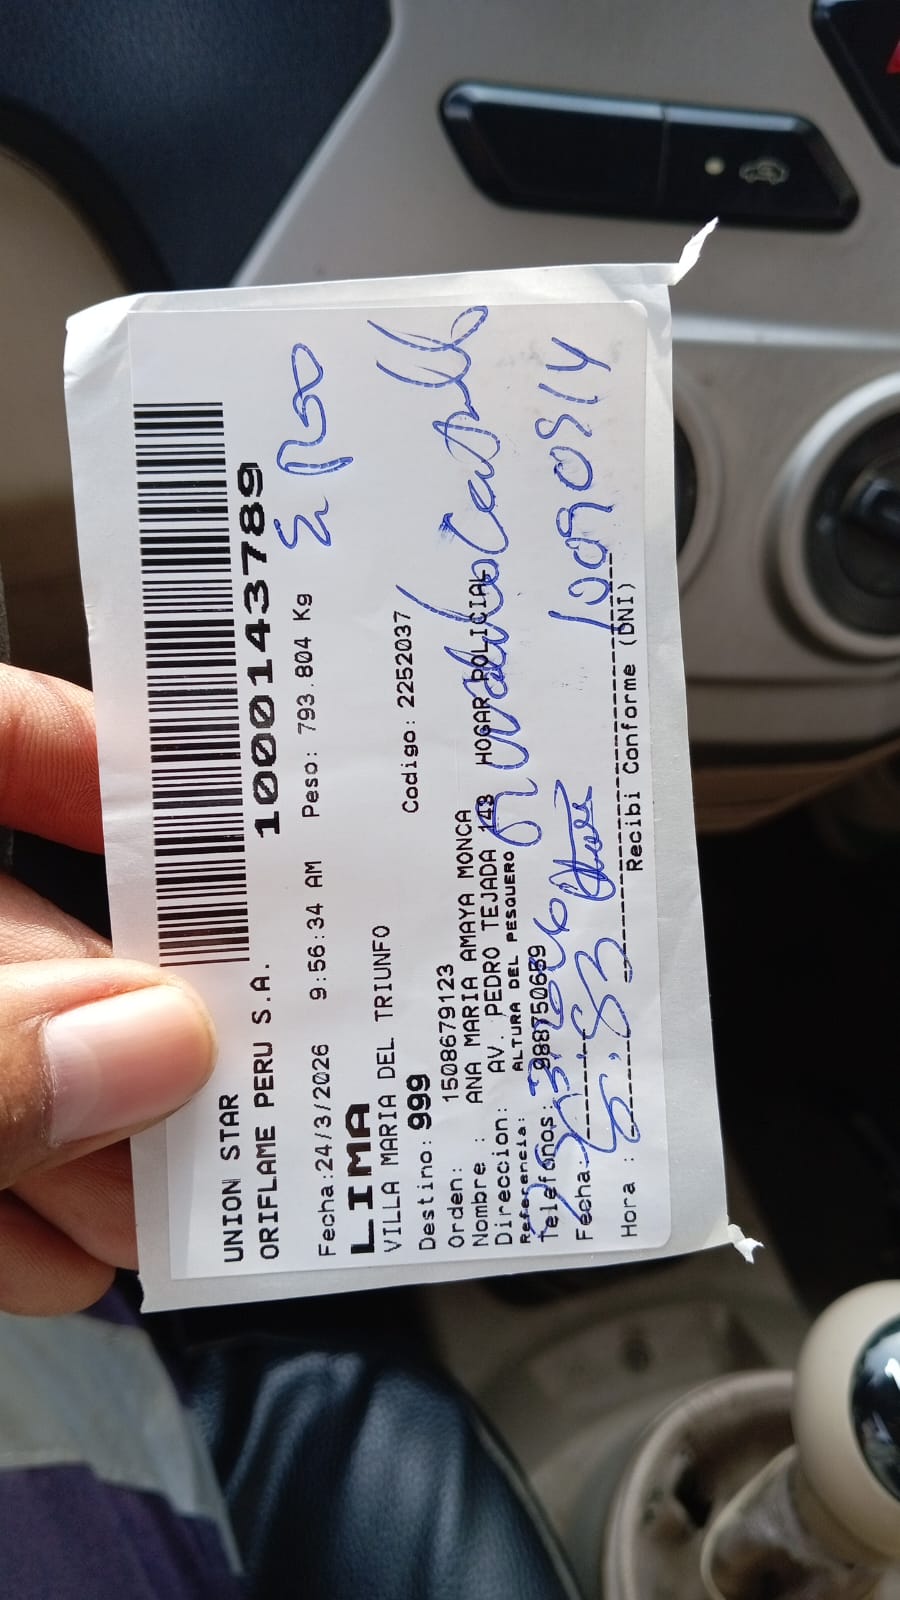 UNION STAR
ORIFLAME PERU S.A. 1000143789
Fecha:24/3/2026 9:56:34 AM Peso: 793.804 Kg
LIMA
VILLA MARIA DEL TRIUNFO
Destino: 999 Codigo: 2252037
Orden: 1508679123
Nombre : ANA MARIA AMAYA MONCA
Direccion: AV. PEDRO TEJADA 143 HOGAR POLICIAL
Referencia: ALTURA DEL PESQUERO
Telefonos: 988750689
Fecha:
Hora :
Recibi Conforme (DNI)